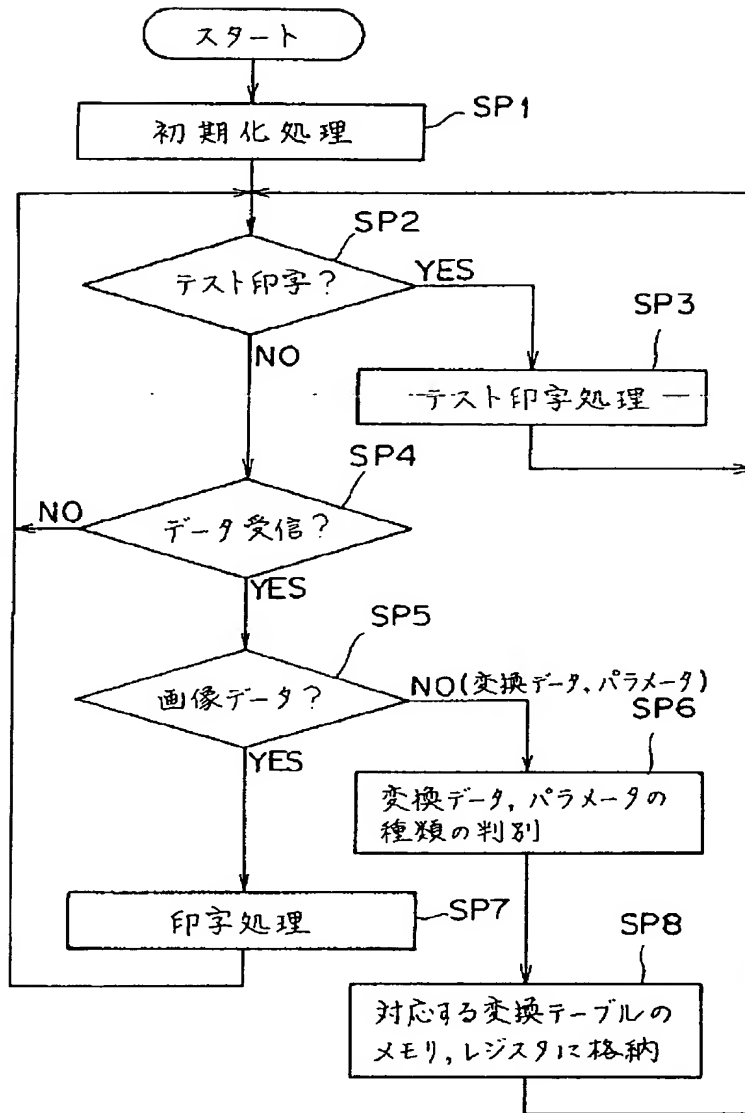 スタート
初期化処理
SP1
SP2
テスト印字?
YES
NO
SP3
テスト印字処理
SP4
NO
データ受信?
YES
SP5
画像データ?
NO(変換データ,パラメータ)
YES
SP6
変換データ,パラメータの
種類の判別
印字処理
SP7
SP8
対応する変換テーブルの
メモリ,レジスタに格納